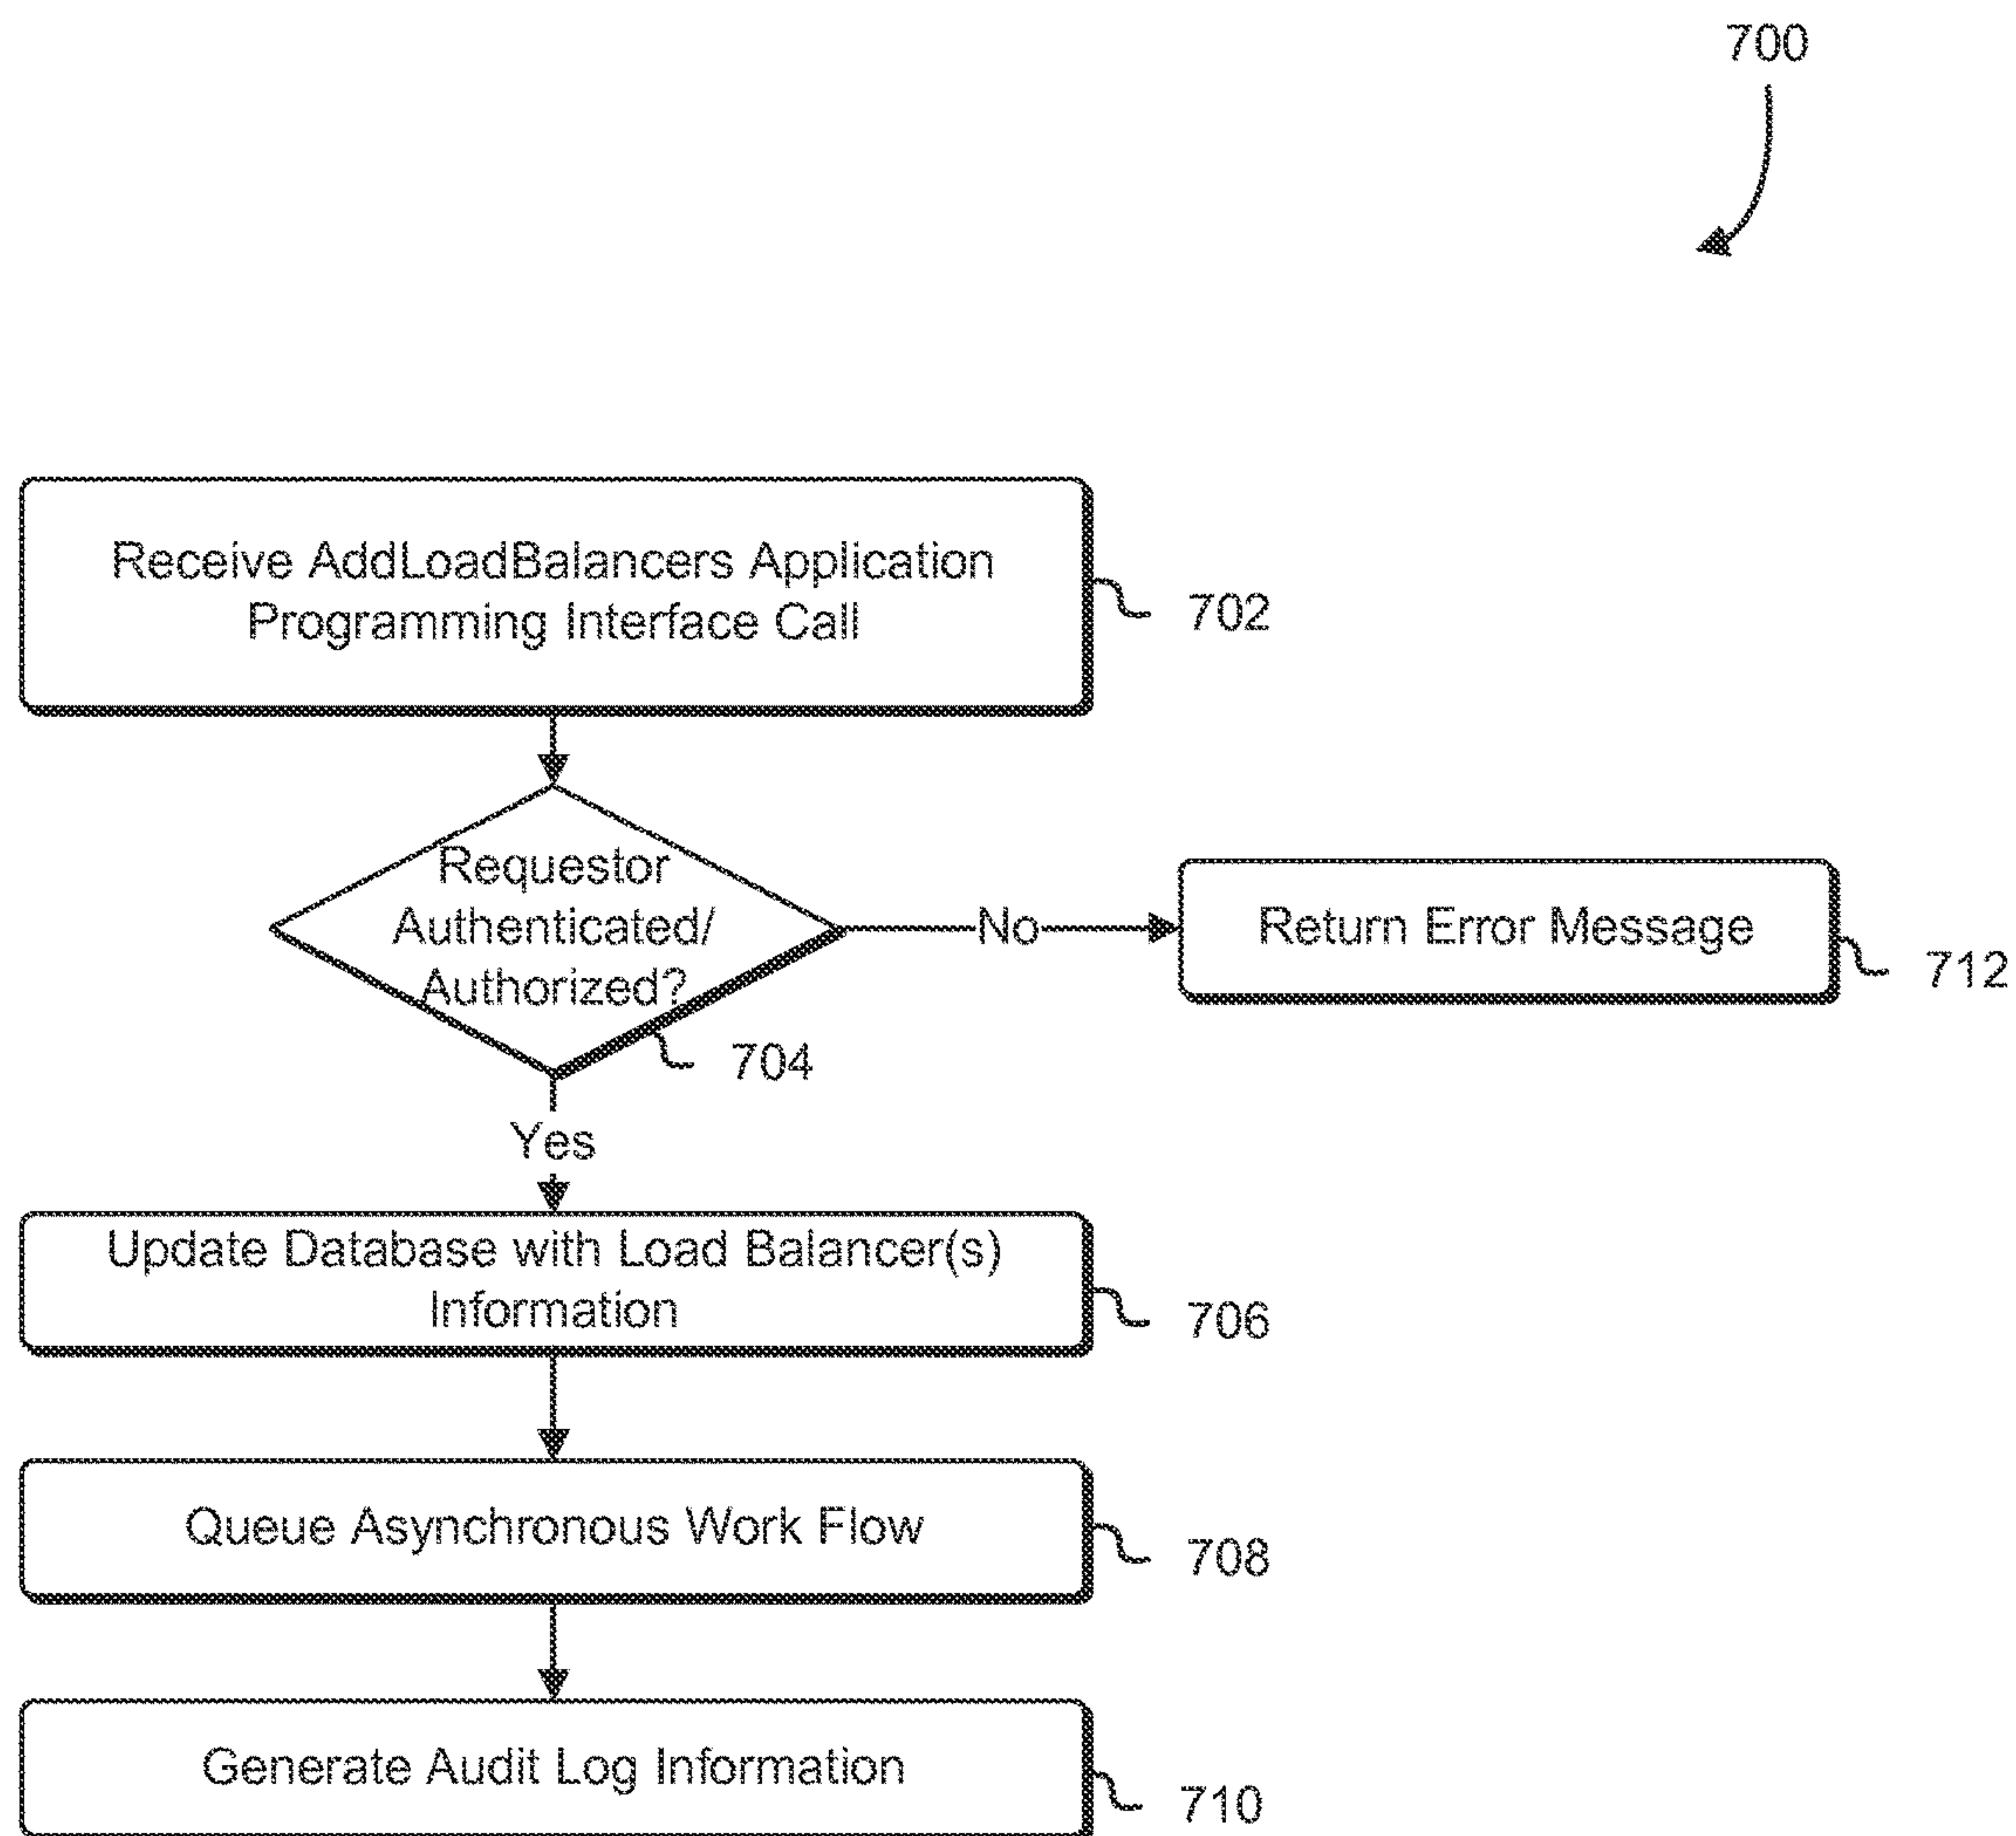 700
Receive AddLoadBalancers Application
Programming Interface Call
702
Requestor
Authenticated/
Authorized?
704
No
Return Error Message
712
Yes
Update Database with Load Balancer(s)
Information
706
Queue Asynchronous Work Flow
708
Generate Audit Log Information
710